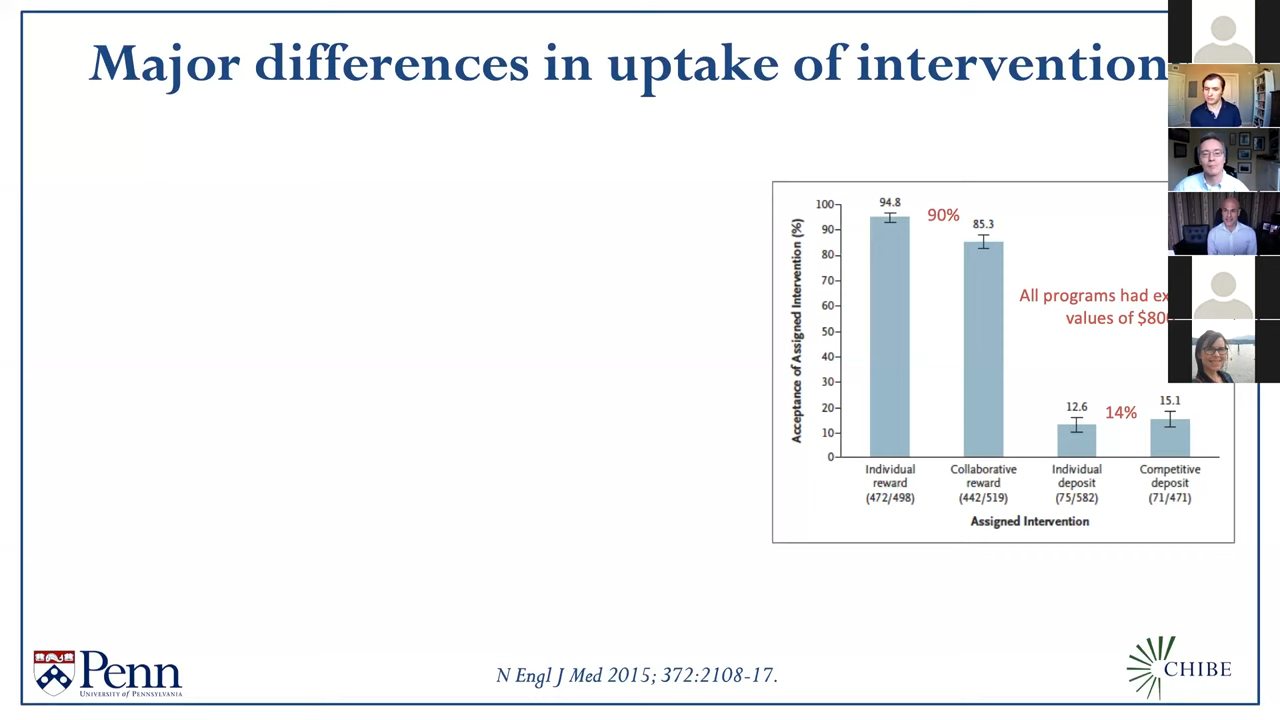 Major differences in uptake of intervention
100
90
80
70
60
50
40
30
20
10
0
Acceptance of Assigned Intervention (%)
94.8
90%
85.3
All programs had
values of
12.6
14%
15.1
Individual reward (472/498)
Collaborative reward (442/519)
Individual deposit (75/582)
Competitive deposit (71/471)
Assigned Intervention
Penn
UNIVERSITY of PENNSYLVANIA
N Engl J Med 2015; 372:2108-17.
CHIBE